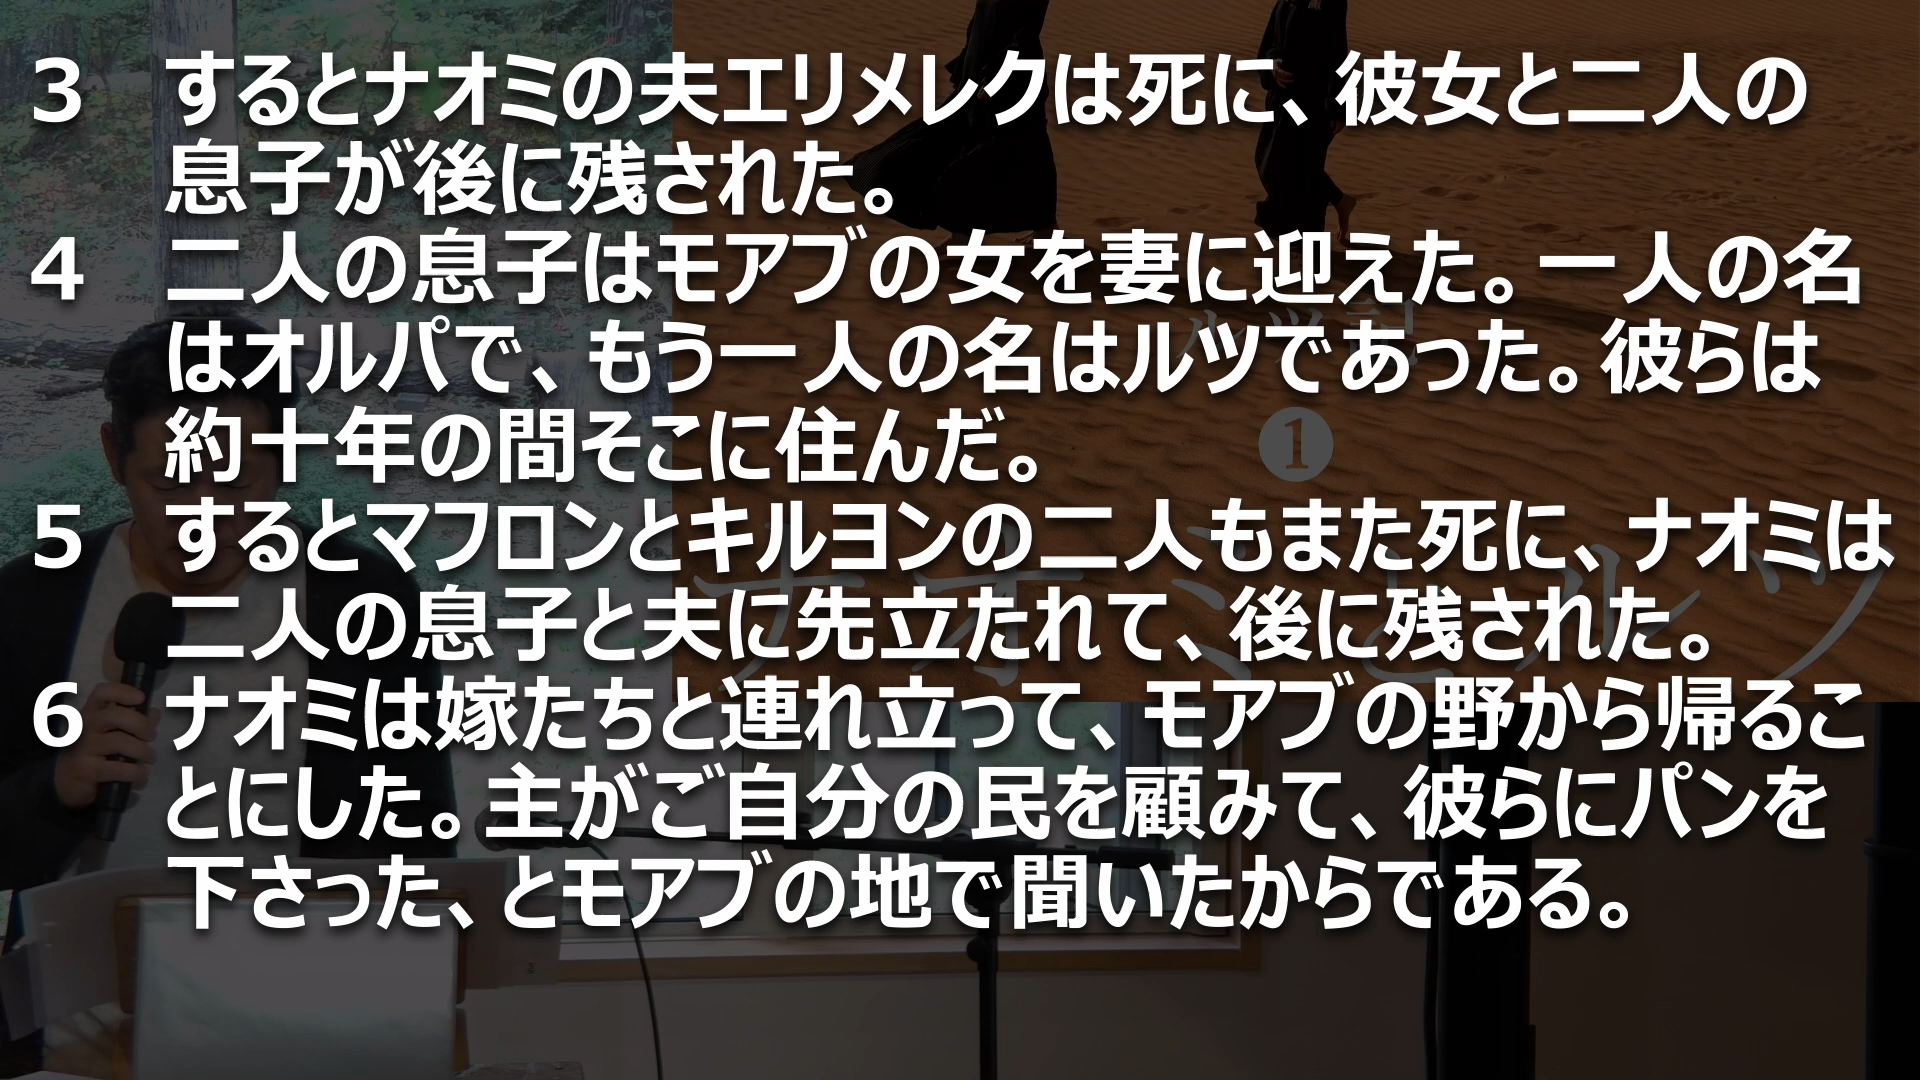 3 するとナオミの夫エリメレクは死に、彼女と二人の
息子が後に残された。
4 二人の息子はモアブの女を妻に迎えた。一人の名
はオルパで、もう一人の名はルツであった。彼らは
約十年の間そこに住んだ。
5 するとマフロンとキルヨンの二人もまた死に、ナオミは
二人の息子と夫に先立たれて、後に残された。
6 ナオミは嫁たちと連れ立って、モアブの野から帰るこ
とにした。主がご自分の民を顧みて、彼らにパンを
下さった、とモアブの地で聞いたからである。
ルツ記
❶
ナオミとルツ